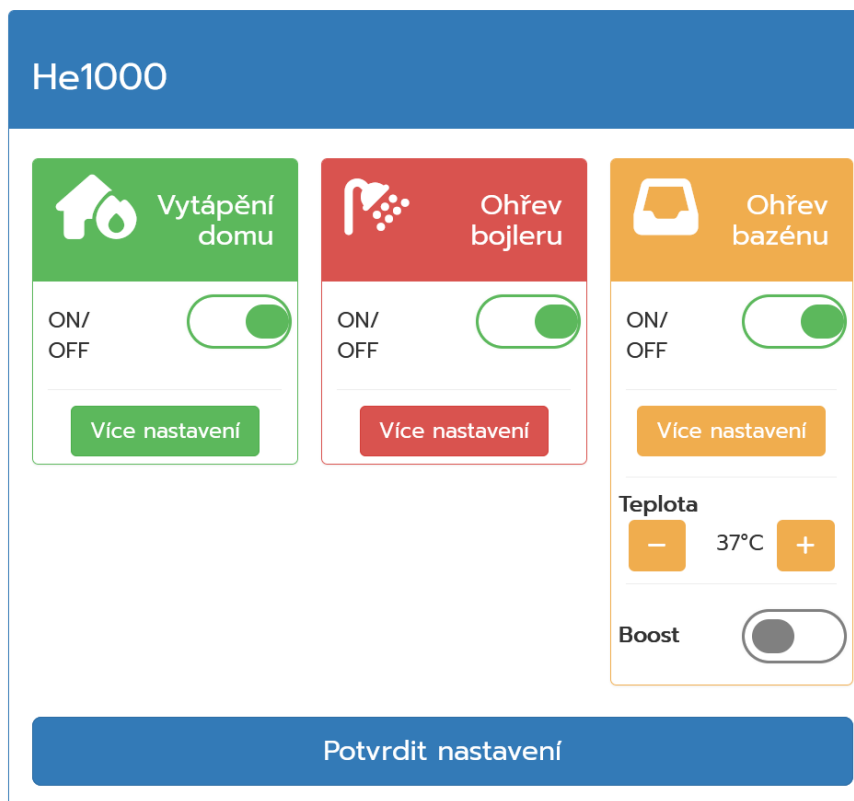 He1000
Vytápění
domu
ON/
OFF
Více nastavení
Ohřev
bojleru
ON/
OFF
Více nastavení
Ohřev
bazénu
ON/
OFF
Více nastavení
Teplota
− 37°C +
Boost
Potvrdit nastavení